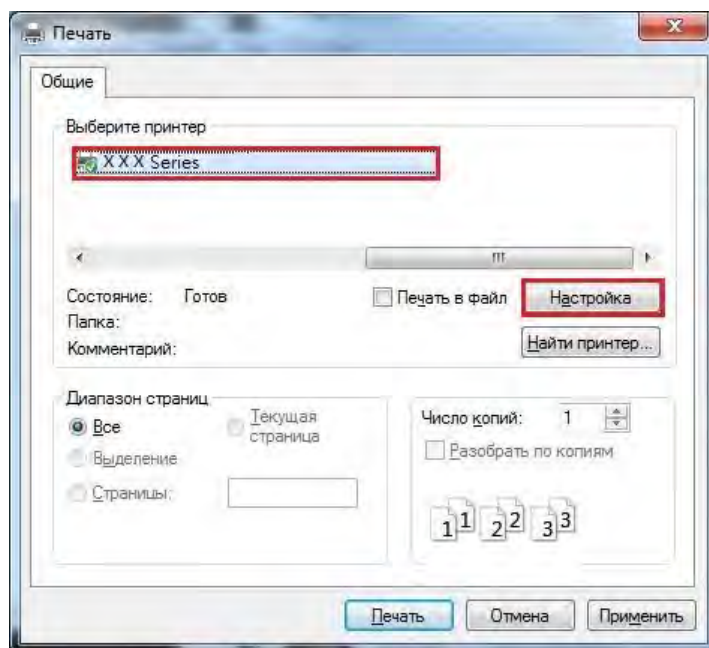 Печать
Общие
Выберите принтер
X X X Series
Состояние: Готов
Печать в файл
Настройка
Папка:
Комментарий:
Найти принтер...
Диапазон страниц
Все
Текущая
страница
Выделение
Страницы:
Число копий: 1
Разобрать по копиям
1 1 2 2 3 3
Печать
Отмена
Применить